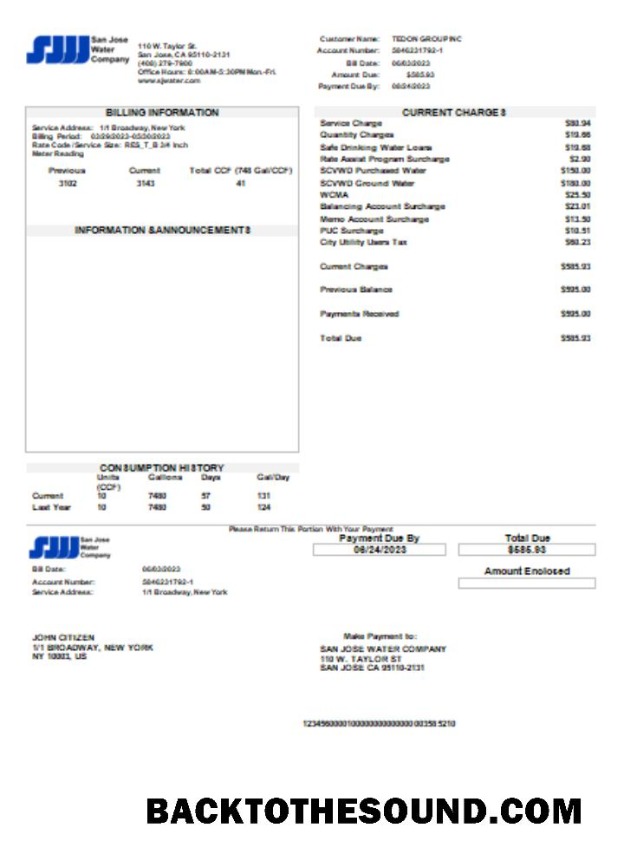 SJW San Jose
Water
Company
110 W. Taylor St.
San Jose, CA 95110-2131
(408) 279-7900
Office Hours: 8:00AM-5:30PM Mon.-Fri.
www.sjwater.com
Customer Name: TEDON GROUP INC
Account Number: 5846231792-1
Bill Date: 06/03/2023
Amount Due: $585.93
Payment Due By: 06/24/2023
BILLING INFORMATION
Service Address: 1/1 Broadway, New York
Billing Period: 03/29/2023-05/30/2023
Rate Code/Service Size: RES_T_B 3/4 Inch
Meter Reading
Previous Current Total CCF (748 Gal/CCF)
3102 3143 41
INFORMATION & ANNOUNCEMENTS
CURRENT CHARGES
Service Charge $80.94
Quantity Charges $19.66
Safe Drinking Water Loans $19.68
Rate Assist Program Surcharge $2.90
SCVWD Purchased Water $150.00
SCVWD Ground Water $180.00
WCMA $25.50
Balancing Account Surcharge $23.01
Memo Account Surcharge $13.50
PUC Surcharge $10.51
City Utility Users Tax $60.23
Current Charges $585.93
Previous Balance $595.00
Payments Received $595.00
Total Due $585.93
CONSUMPTION HISTORY
Units Gallons Days Gal/Day
(CCF)
Current 10 7480 57 131
Last Year 10 7480 50 124
Please Return This Portion With Your Payment
SJW San Jose
Water
Company
Payment Due By Total Due
06/24/2023 $585.93
Amount Enclosed
Bill Date: 06/03/2023
Account Number: 5846231792-1
Service Address: 1/1 Broadway, New York
JOHN CITIZEN
1/1 BROADWAY, NEW YORK
NY 10003, US
Make Payment to:
SAN JOSE WATER COMPANY
110 W. TAYLOR ST
SAN JOSE CA 95110-2131
BACKTOTHESOUND.COM